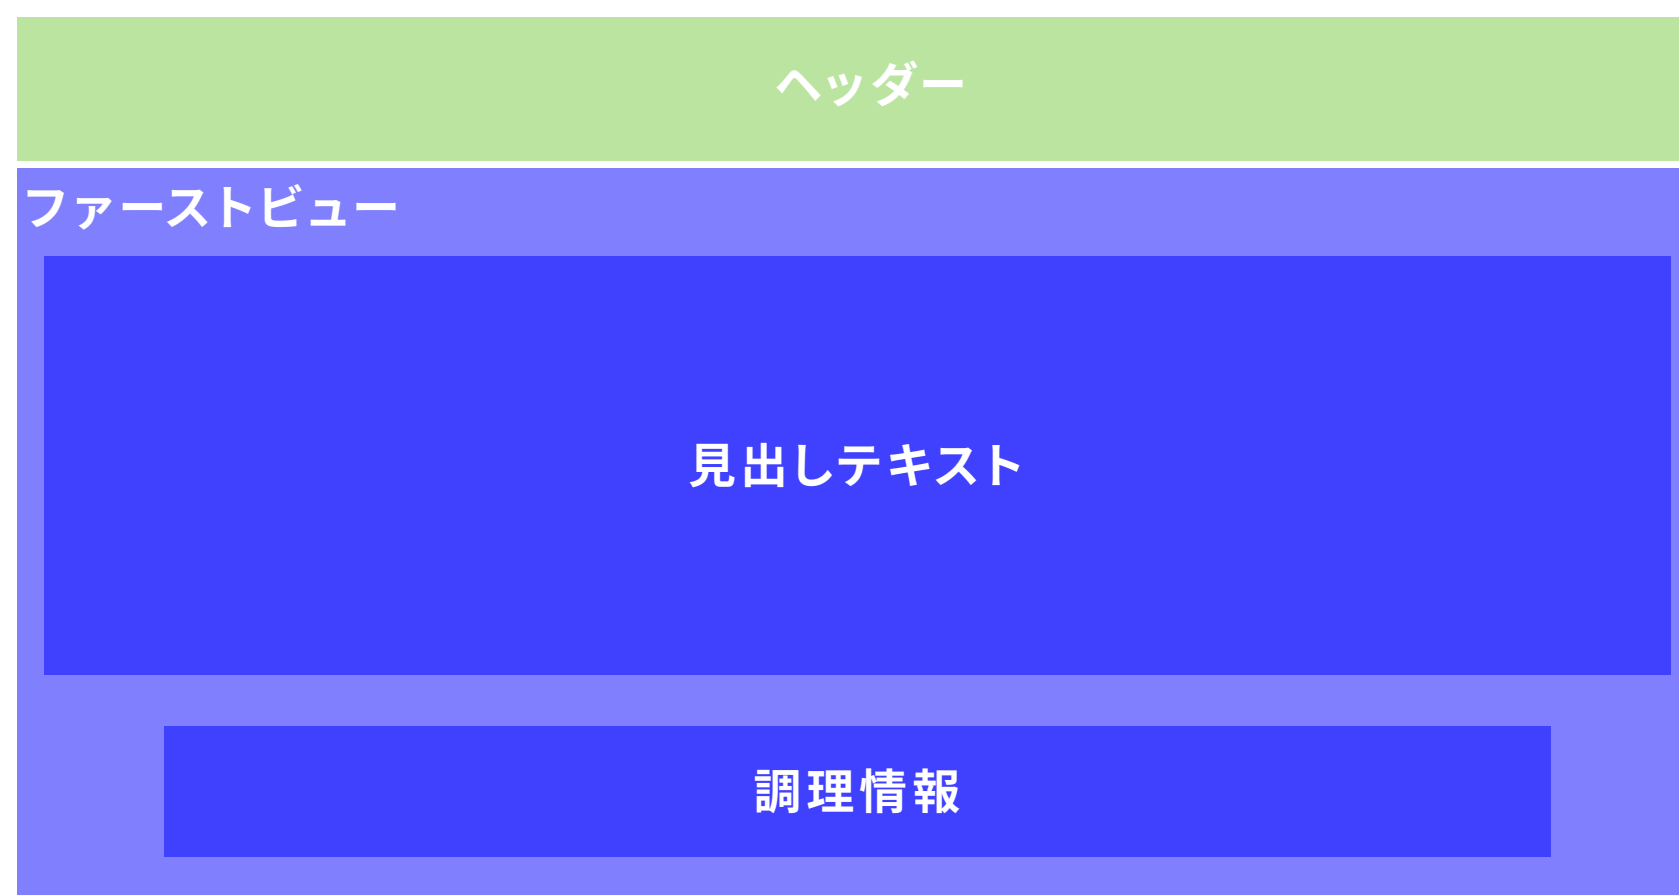 ヘッダー
ファーストビュー
見出しテキスト
調理情報